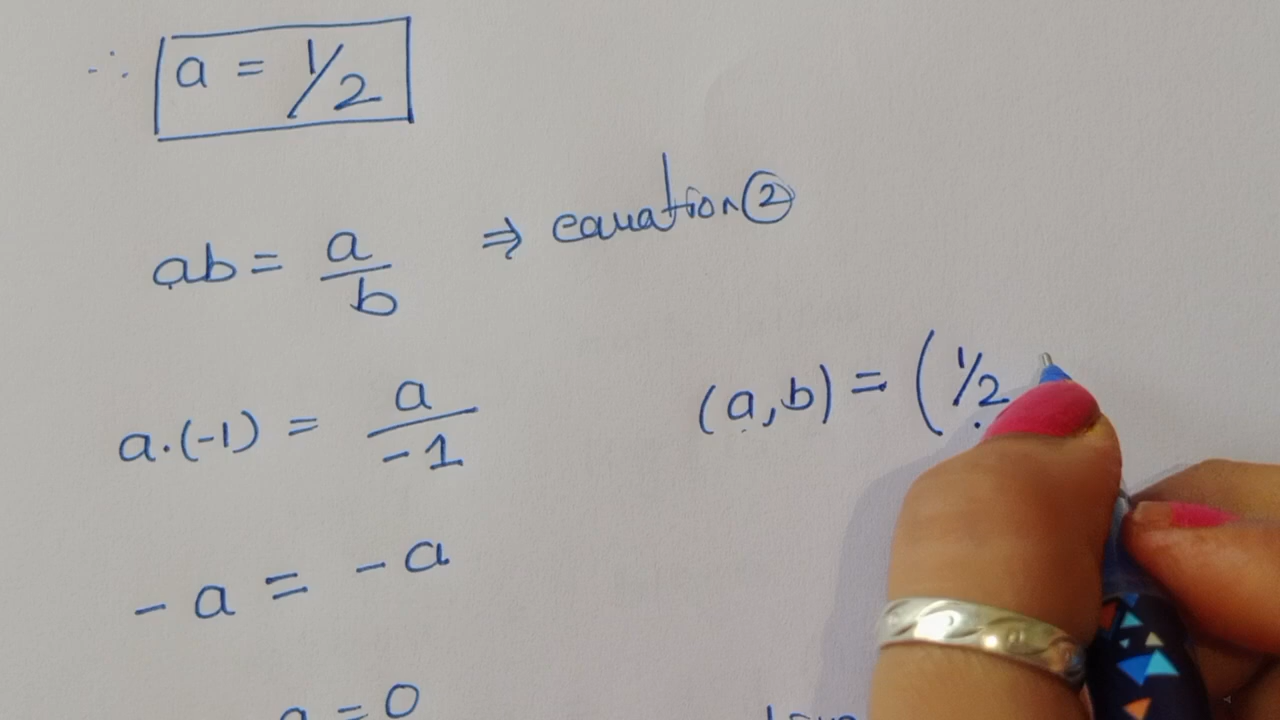 ∴ a = 1/2
ab = a/b ⇒ equation ②
a.(-1) = a/-1
(a,b) = (1/2
- a = - a
a = 0